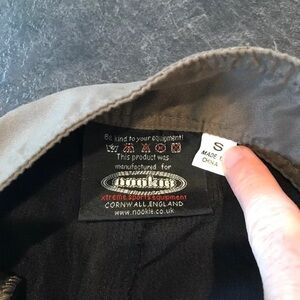 Be kind to your equipment!
This product was
manufactured for
nookie
xtreme sports equipment
CORNWALL, ENGLAND
www.nookie.co.uk
S
MADE
CHINA